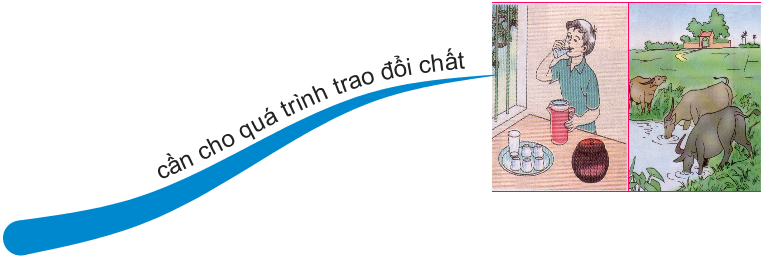 cần cho quá trình trao đổi chất